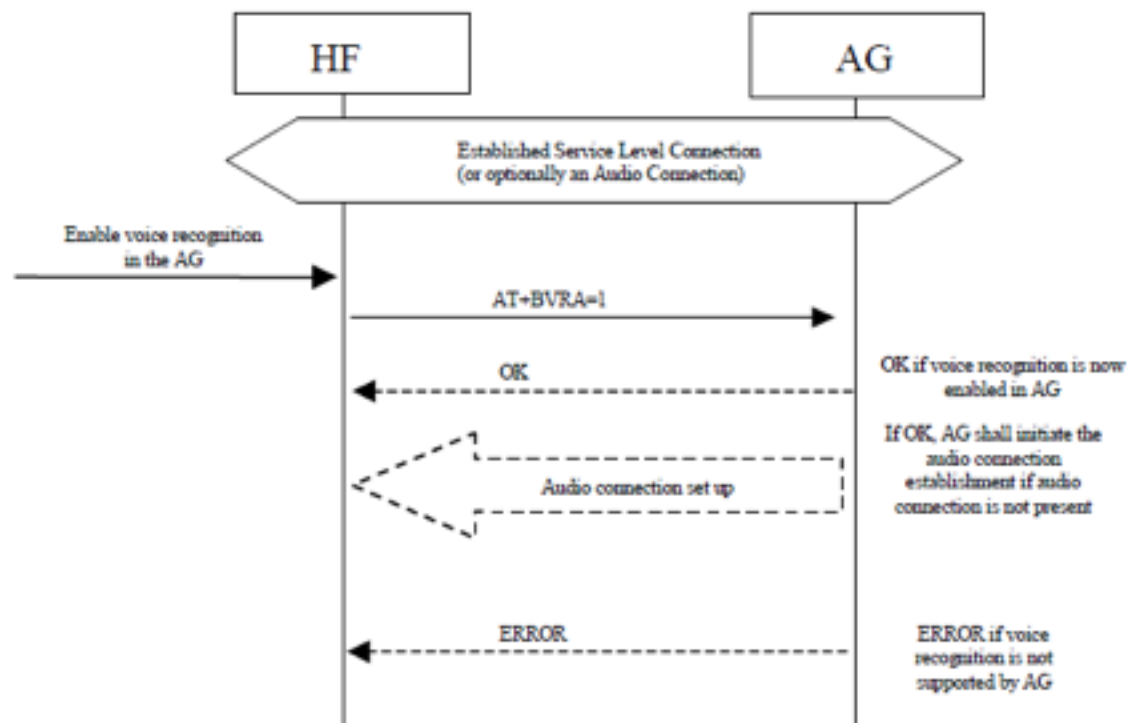 HF
AG
Established Service Level Connection
(or optionally an Audio Connection)
Enable voice recognition
in the AG
AT+BVRA=1
OK
OK if voice recognition is now
enabled in AG
If OK, AG shall initiate the
audio connection
establishment if audio
connection is not present
Audio connection set up
ERROR
ERROR if voice
recognition is not
supported by AG